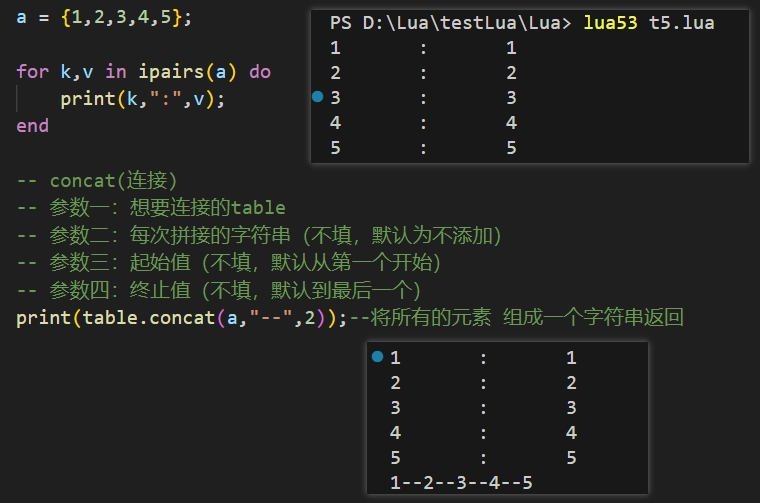 a = {1,2,3,4,5};
for k,v in ipairs(a) do
print(k,":",v);
end
PS D:\Lua\testLua\Lua> lua53 t5.lua
1 : 1
2 : 2
3 : 3
4 : 4
5 : 5
-- concat(连接)
-- 参数一：想要连接的table
-- 参数二：每次拼接的字符串（不填，默认为不添加）
-- 参数三：起始值（不填，默认从第一个开始）
-- 参数四：终止值（不填，默认到最后一个）
print(table.concat(a,"--",2));--将所有的元素 组成一个字符串返回
1 : 1
2 : 2
3 : 3
4 : 4
5 : 5
1--2--3--4--5